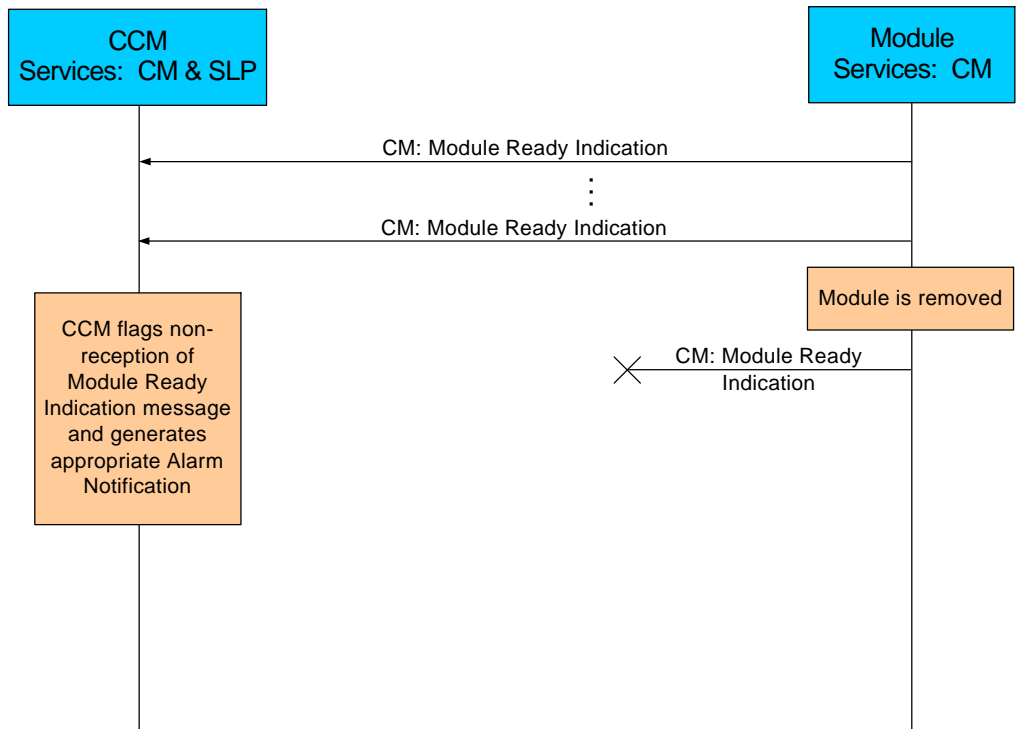 CCM
Services: CM & SLP
Module
Services: CM
CM: Module Ready Indication
CM: Module Ready Indication
Module is removed
CCM flags non-
reception of
Module Ready
Indication message
and generates
appropriate Alarm
Notification
CM: Module Ready
Indication